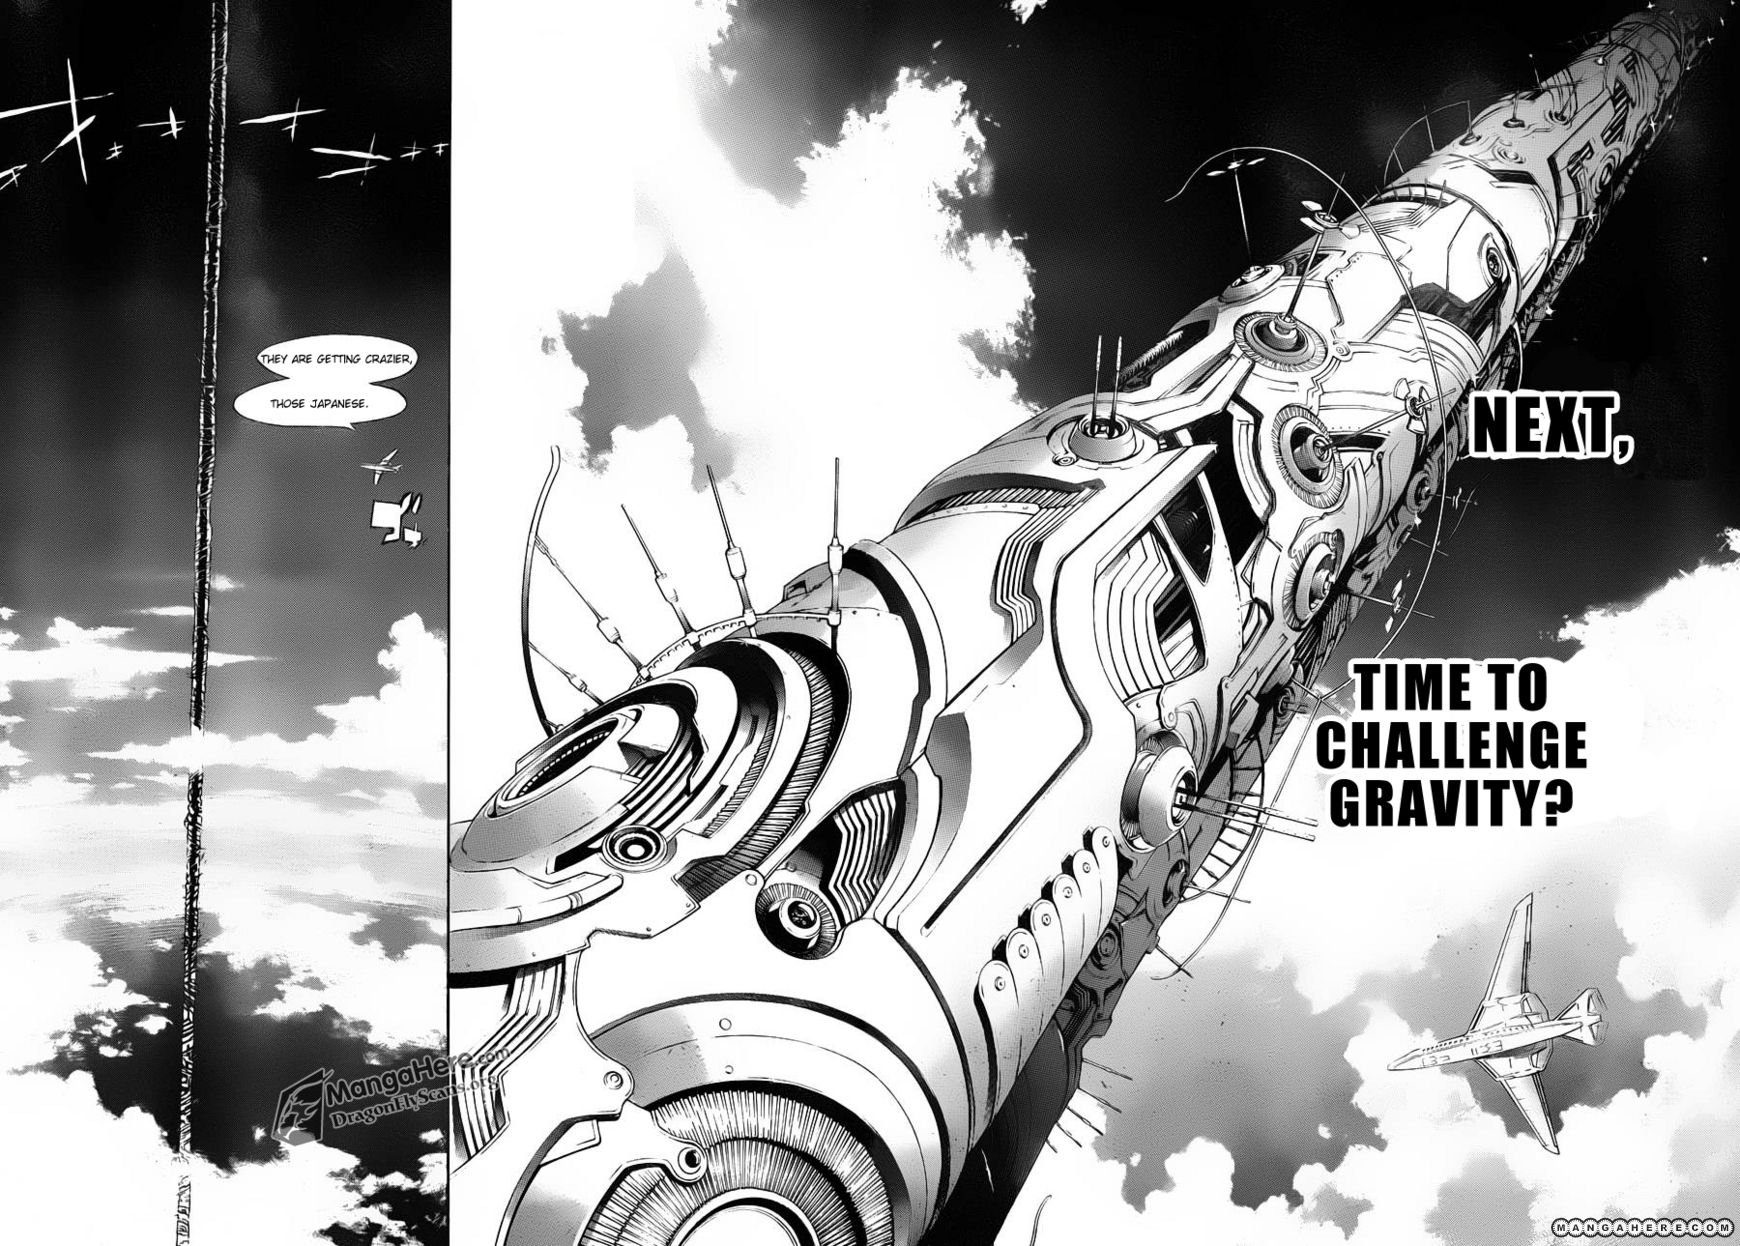 NEXT,
TIME TO
CHALLENGE
GRAVITY?
THEY ARE GETTING CRAZIER,
THOSE JAPANESE.
MangaHere.com
DragonFlyScans.org
MANGAHERE.COM